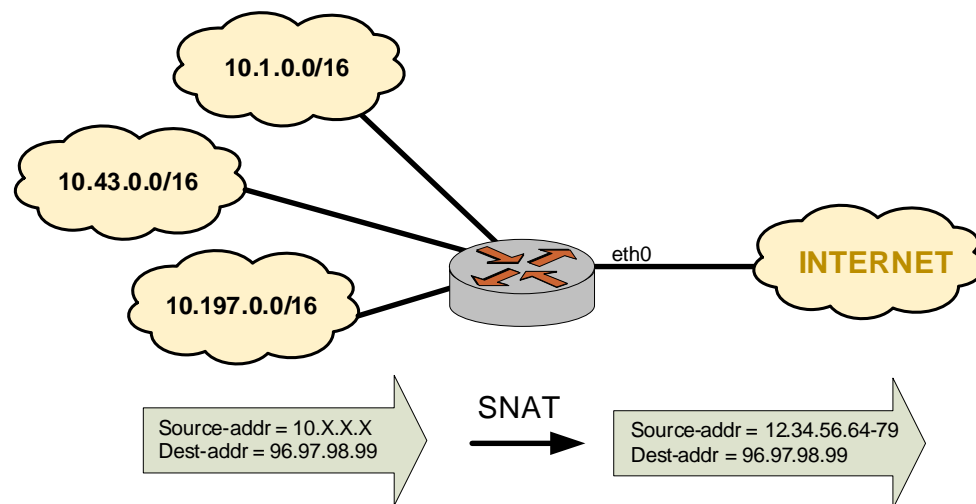 10.1.0.0/16
10.43.0.0/16
10.197.0.0/16
eth0
INTERNET
Source-addr = 10.X.X.X
Dest-addr = 96.97.98.99
SNAT
Source-addr = 12.34.56.64-79
Dest-addr = 96.97.98.99